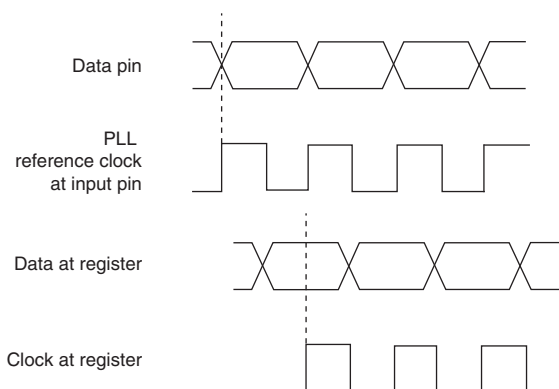 Data pin
PLL
reference clock
at input pin
Data at register
Clock at register